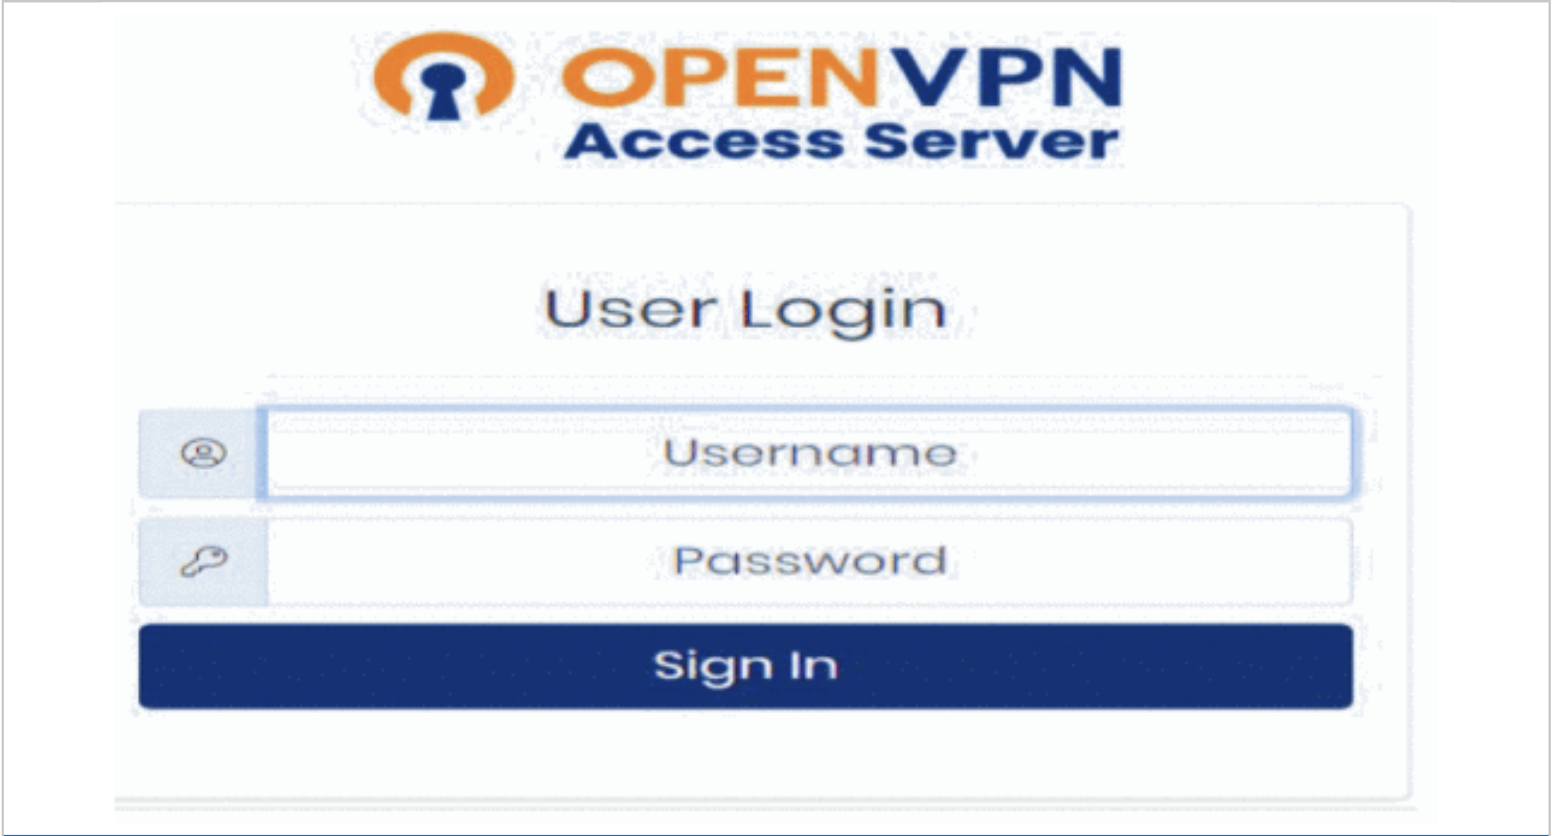 OPENVPN
Access Server
User Login
Username
Password
Sign In